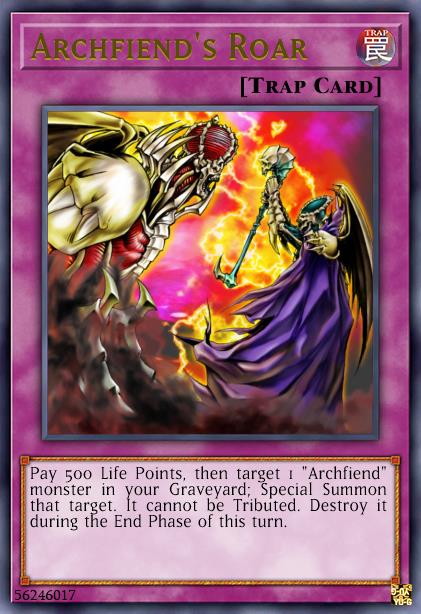 Archfiend's Roar
TRAP
罠
[Trap Card]
Pay 500 Life Points, then target 1 "Archfiend"
monster in your Graveyard; Special Summon
that target. It cannot be Tributed. Destroy it
during the End Phase of this turn.
56246017